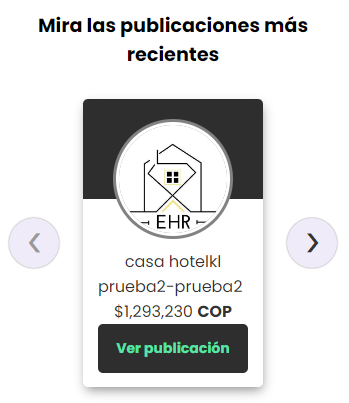 Mira las publicaciones más
recientes
EHR
casa hotelkl
prueba2-prueba2
$1,293,230 COP
Ver publicación